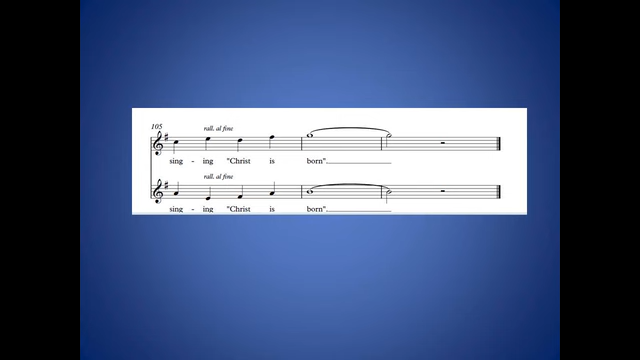 105
rall. al fine
sing - ing "Christ is born".
rall. al fine
sing - ing "Christ is born".